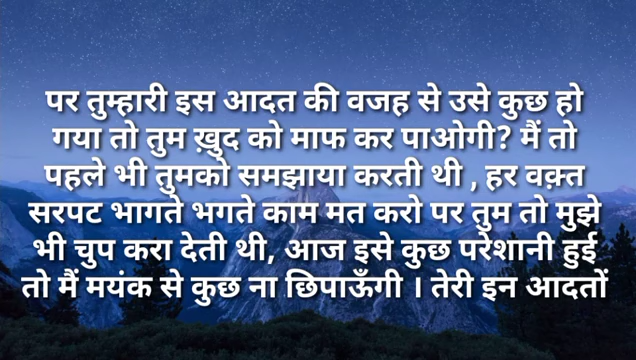 पर तुम्हारी इस आदत की वजह से उसे कुछ हो
गया तो तुम ख़ुद को माफ कर पाओगी? मैं तो
पहले भी तुमको समझाया करती थी , हर वक़्त
सरपट भागते भगते काम मत करो पर तुम तो मुझे
भी चुप करा देती थी, आज इसे कुछ परेशानी हुई
तो मैं मयंक से कुछ ना छिपाऊँगी । तेरी इन आदतों